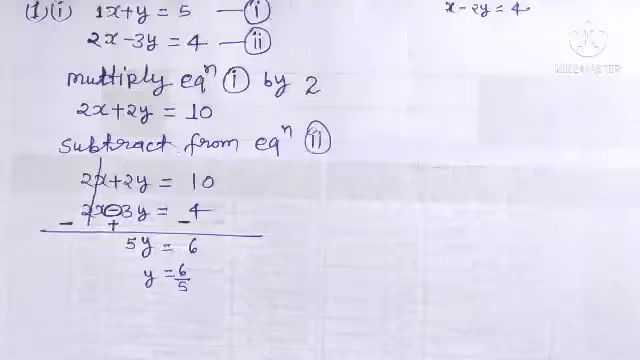 (1)(i) 1x+y = 5 — (i)
x - 2y = 4
2x - 3y = 4 — (ii)
multiply eqⁿ (i) by 2
2x + 2y = 10
subtract from eqⁿ (ii)
2x + 2y = 10
2x - 3y = 4
- + -
5y = 6
y = 6/5
KINEMASTER